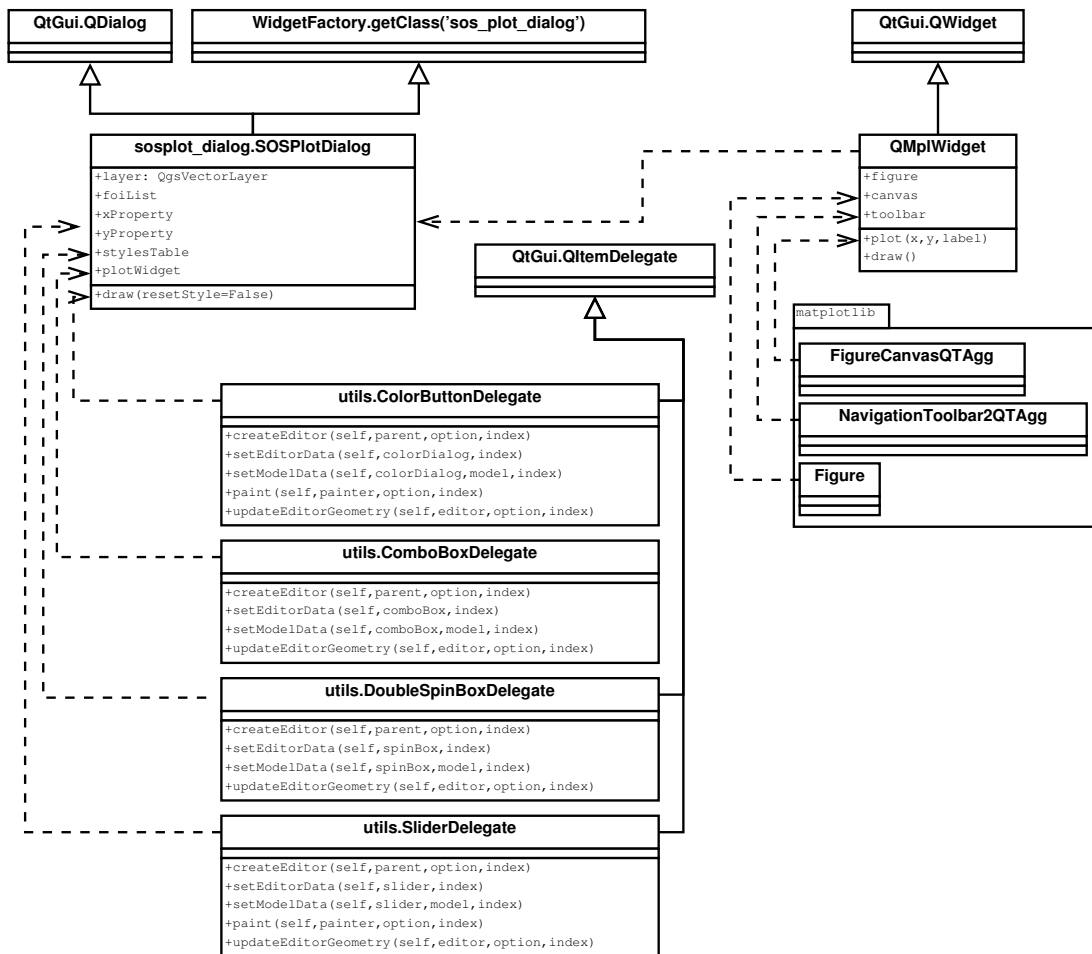 QtGui.QDialog
WidgetFactory.getClass('sos_plot_dialog')
QtGui.QWidget
sosplot_dialog.SOSPlotDialog
+layer: QgsVectorLayer
+foiList
+xProperty
+yProperty
+stylesTable
+plotWidget
+draw(resetStyle=False)
QMplWidget
+figure
+canvas
+toolbar
+plot(x,y,label)
+draw()
QtGui.QItemDelegate
matplotlib
FigureCanvasQTAgg
NavigationToolbar2QTAgg
Figure
utils.ColorButtonDelegate
+createEditor(self,parent,option,index)
+setEditorData(self,colorDialog,index)
+setModelData(self,colorDialog,model,index)
+paint(self,painter,option,index)
+updateEditorGeometry(self,editor,option,index)
utils.ComboBoxDelegate
+createEditor(self,parent,option,index)
+setEditorData(self,comboBox,index)
+setModelData(self,comboBox,model,index)
+updateEditorGeometry(self,editor,option,index)
utils.DoubleSpinBoxDelegate
+createEditor(self,parent,option,index)
+setEditorData(self,spinBox,index)
+setModelData(self,spinBox,model,index)
+updateEditorGeometry(self,editor,option,index)
utils.SliderDelegate
+createEditor(self,parent,option,index)
+setEditorData(self,slider,index)
+setModelData(self,slider,model,index)
+paint(self,painter,option,index)
+updateEditorGeometry(self,editor,option,index)